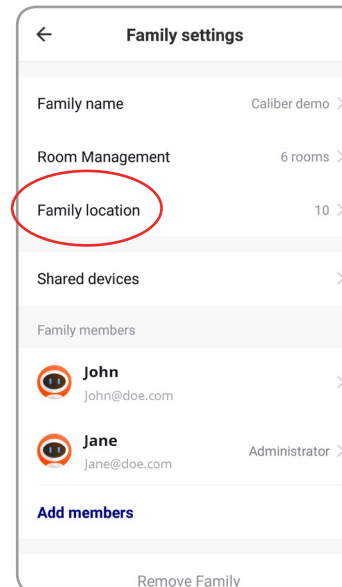 Family settings
Family name Caliber demo
Room Management 6 rooms
Family location 10
Shared devices
Family members
John
John@doe.com
Jane
Jane@doe.com
Administrator
Add members
Remove Family